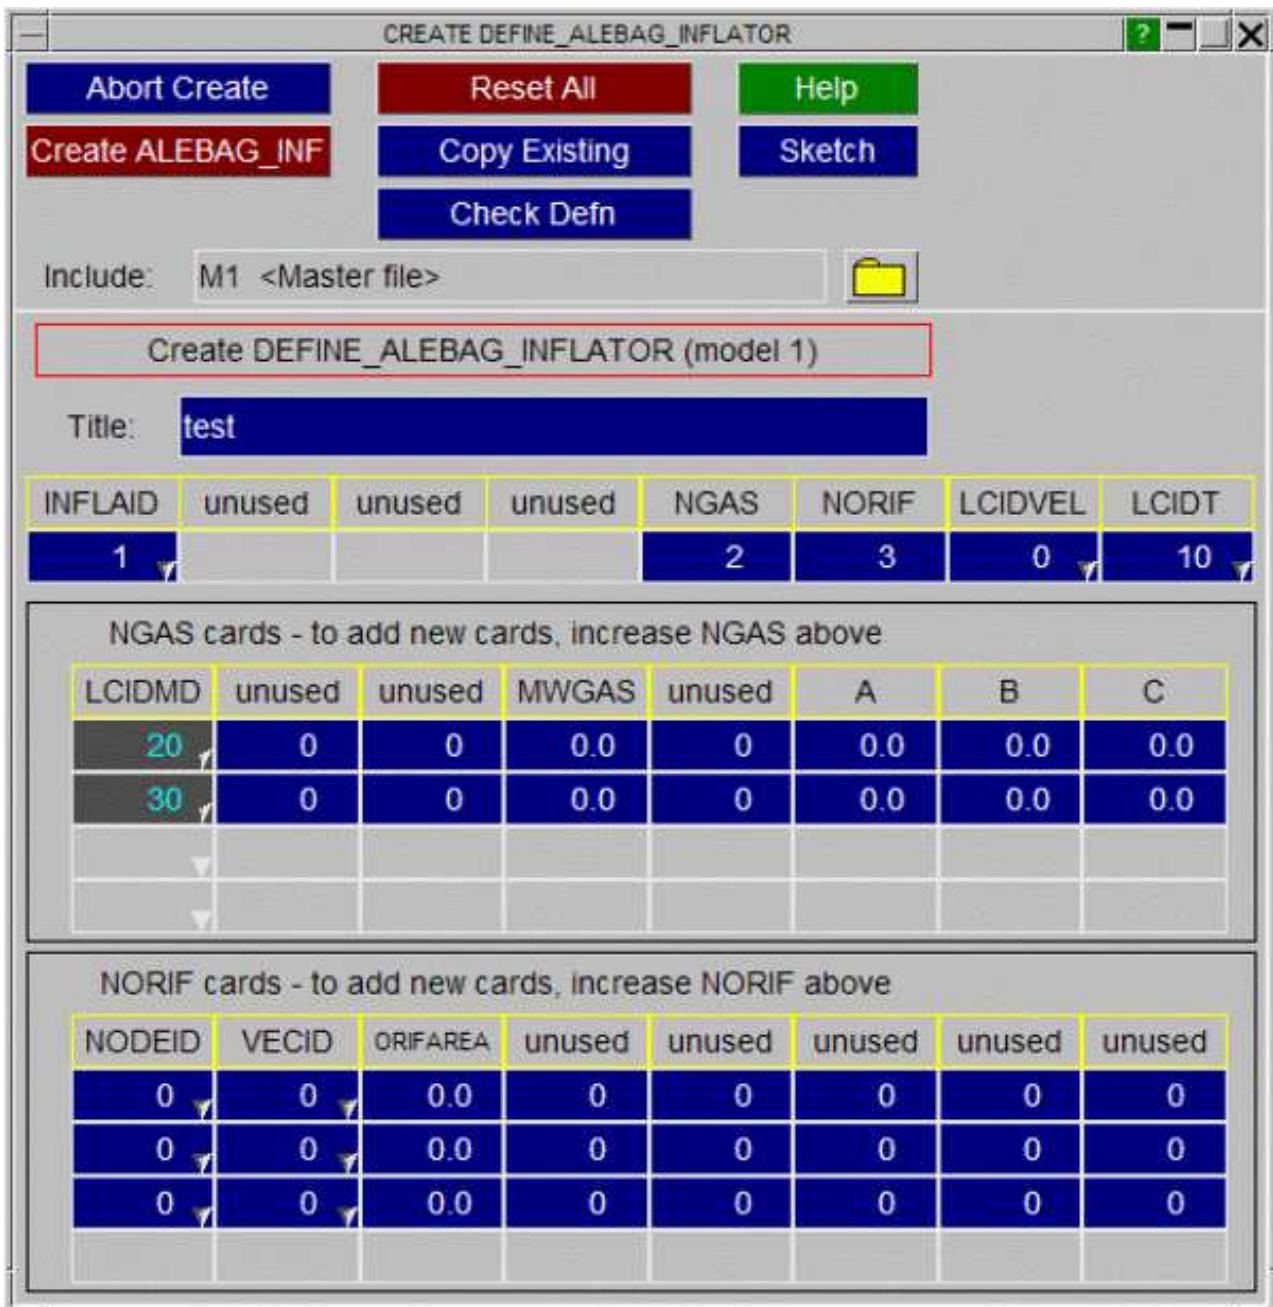 CREATE DEFINE_ALEBAG_INFLATOR ?
Abort Create Reset All Help
Create ALEBAG_INF Copy Existing Sketch
Check Defn
Include: M1 <Master file>
Create DEFINE_ALEBAG_INFLATOR (model 1)
Title: test
INFLAID unused unused unused NGAS NORIF LCIDVEL LCIDT
1 2 3 0 10
NGAS cards - to add new cards, increase NGAS above
LCIDMD unused unused MWGAS unused A B C
20 0 0 0.0 0 0.0 0.0 0.0
30 0 0 0.0 0 0.0 0.0 0.0
NORIF cards - to add new cards, increase NORIF above
NODEID VECID ORIFAREA unused unused unused unused unused
0 0 0.0 0 0 0 0 0
0 0 0.0 0 0 0 0 0
0 0 0.0 0 0 0 0 0